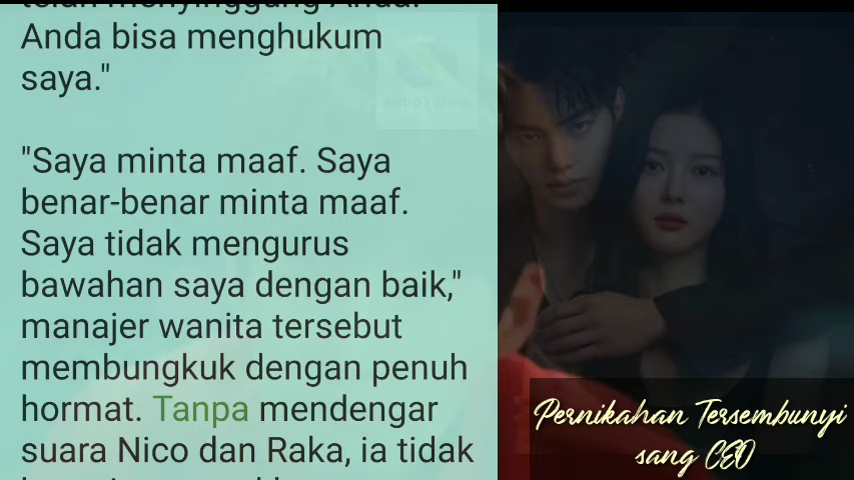 Anda bisa menghukum
saya."
"Saya minta maaf. Saya
benar-benar minta maaf.
Saya tidak mengurus
bawahan saya dengan baik,"
manajer wanita tersebut
membungkuk dengan penuh
hormat. Tanpa mendengar
suara Nico dan Raka, ia tidak
Pernikahan Tersembunyi
sang CEO